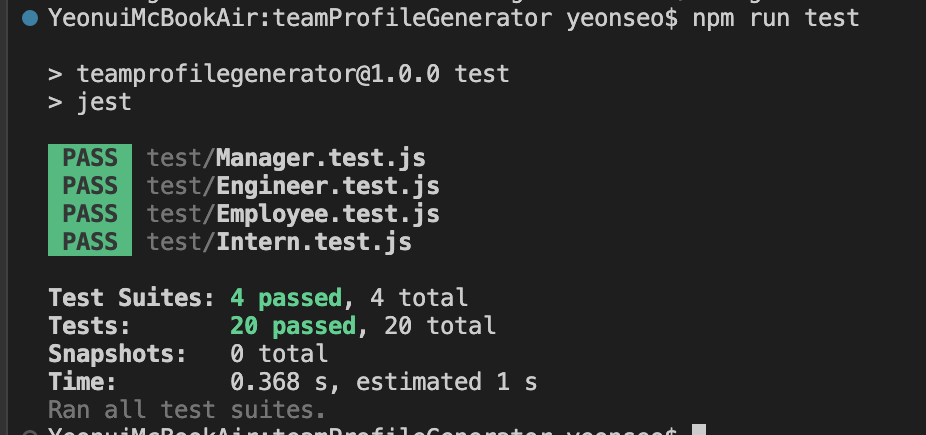 YeonuiMcBookAir:teamProfileGenerator yeonseo$ npm run test
> teamprofilegenerator@1.0.0 test
> jest
PASS test/Manager.test.js
PASS test/Engineer.test.js
PASS test/Employee.test.js
PASS test/Intern.test.js
Test Suites: 4 passed, 4 total
Tests: 20 passed, 20 total
Snapshots: 0 total
Time: 0.368 s, estimated 1 s
Ran all test suites.
YeonuiMcBookAir:teamProfileGenerator yeonseo$